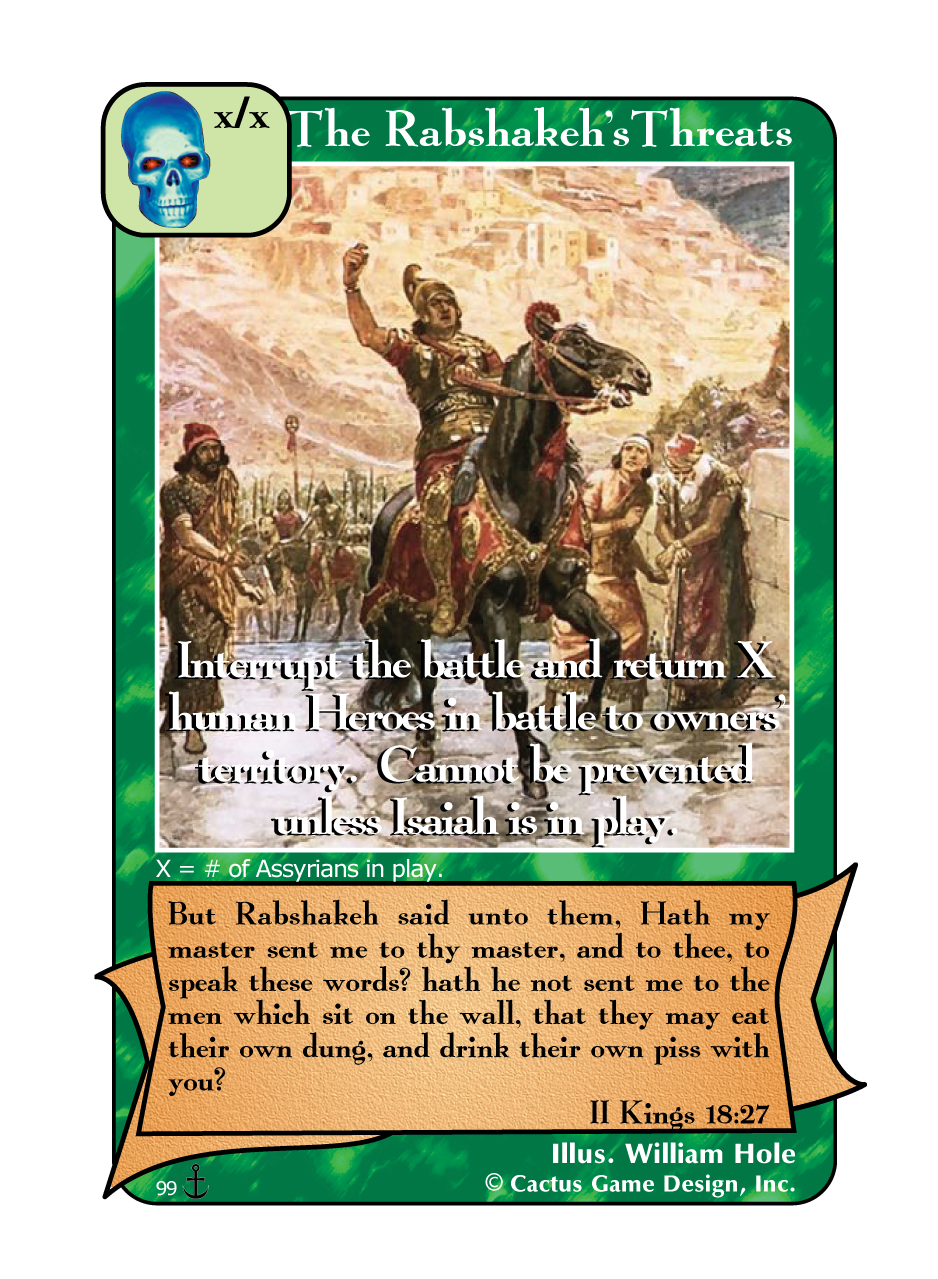 x/x
The Rabshakeh's Threats
Interrupt the battle and return X
human Heroes in battle to owners'
territory. Cannot be prevented
unless Isaiah is in play.
X = # of Assyrians in play.
But Rabshakeh said unto them, Hath my
master sent me to thy master, and to thee, to
speak these words? hath he not sent me to the
men which sit on the wall, that they may eat
their own dung, and drink their own piss with
you?
II Kings 18:27
Illus. William Hole
99
© Cactus Game Design, Inc.